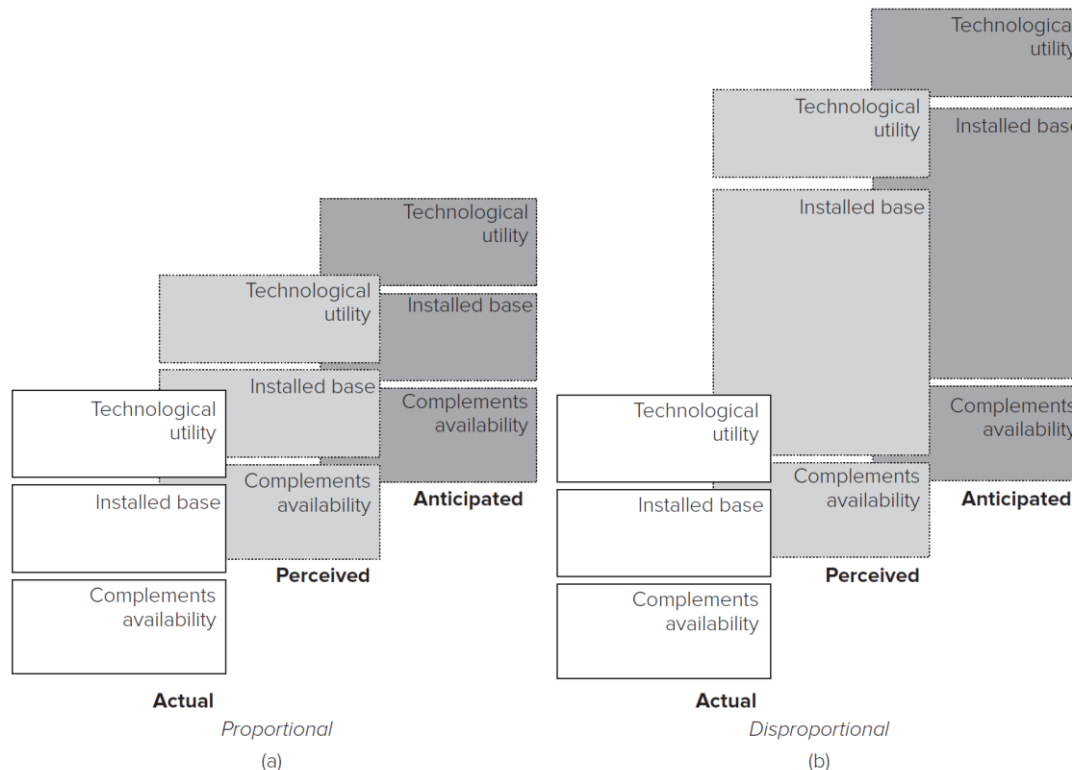 Technological
utility
Installed base
Complements
availability
Anticipated
Technological
utility
Installed base
Complements
availability
Perceived
Technological
utility
Installed base
Complements
availability
Actual
Proportional
(a)
Technological
utility
Installed base
Complements
availability
Anticipated
Technological
utility
Installed base
Complements
availability
Perceived
Technological
utility
Installed base
Complements
availability
Actual
Disproportional
(b)